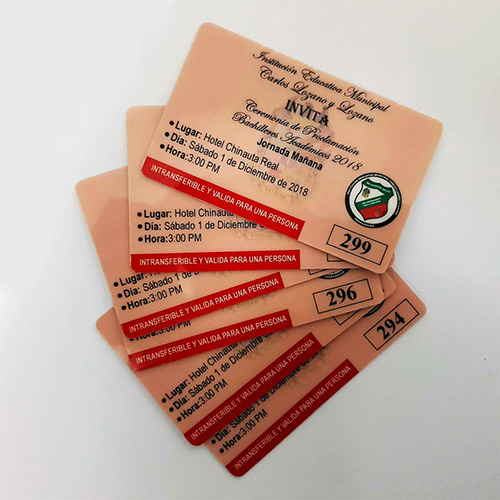 Institución Educativa Municipal
Carlos Lozano y Lozano
INVITA
Ceremonia de Proclamación
Bachilleres Académicos 2018
Jornada Mañana
• Lugar: Hotel Chinauta Real
• Día: Sábado 1 de Diciembre de 2018
• Hora:3:00 PM
INTRANSFERIBLE Y VALIDA PARA UNA PERSONA
299
• Lugar: Hotel Chinauta
• Día: Sábado 1 de Diciembre
• Hora:3:00 PM
INTRANSFERIBLE Y VALIDA PARA UNA PERSONA
Hotel
• Día: Sábado 1 de
• Hora:3:00 PM
INTRANSFERIBLE Y VALIDA PARA UNA PERSONA
296
INTRANSFERIBLE Y VALIDA PARA UNA PERSONA
• Lugar: Hotel Chinauta
• Día: Sábado 1 de Diciembre
• Hora:3:00 PM
INTRANSFERIBLE Y VALIDA PARA UNA PERSONA
294
• Día: Sábado 1 de Diciembre
• Hora:3:00 PM
INTRANSFERIBLE Y VALIDA PARA UNA PERSONA